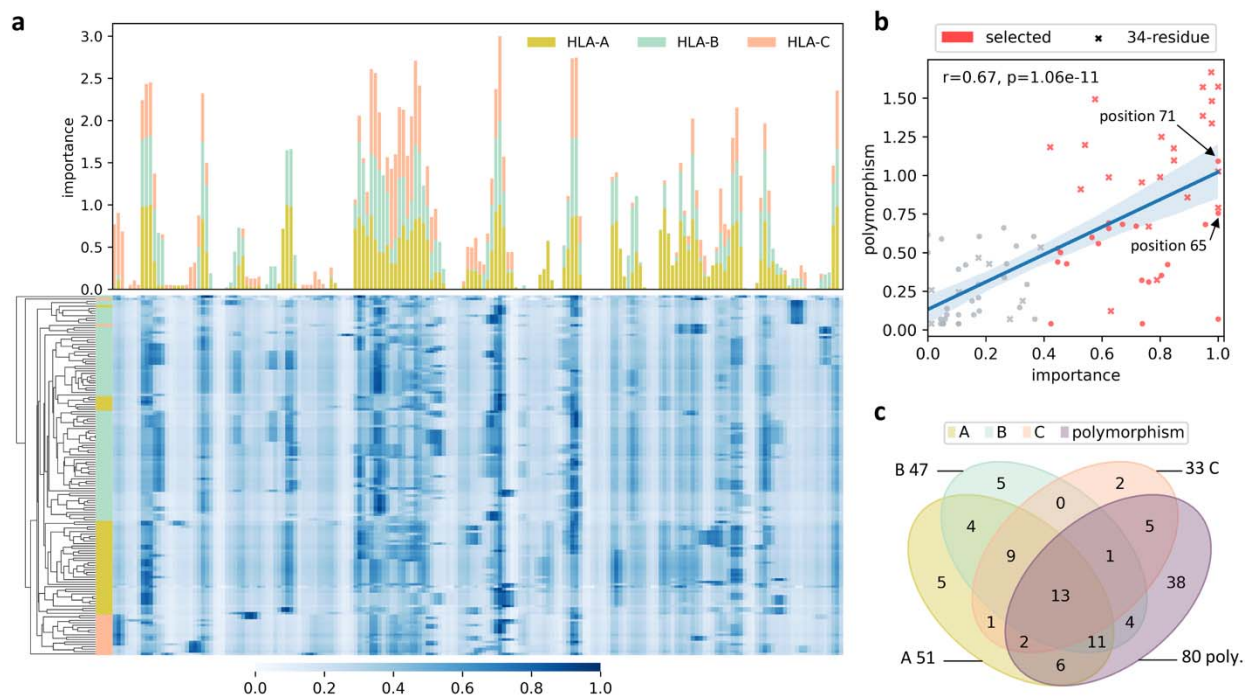 a
3.0
2.5
2.0
1.5
1.0
0.5
0.0
importance
HLA-A HLA-B HLA-C
0.0 0.2 0.4 0.6 0.8 1.0
b
selected 34-residue
r=0.67, p=1.06e-11
position 71
position 65
1.50
1.25
1.00
0.75
0.50
0.25
0.00
polymorphism
0.0 0.2 0.4 0.6 0.8 1.0
importance
c
A B C polymorphism
B 47
33 C
5
0
2
4
9
1
5
5
13
38
1
2
11
4
6
A 51
80 poly.